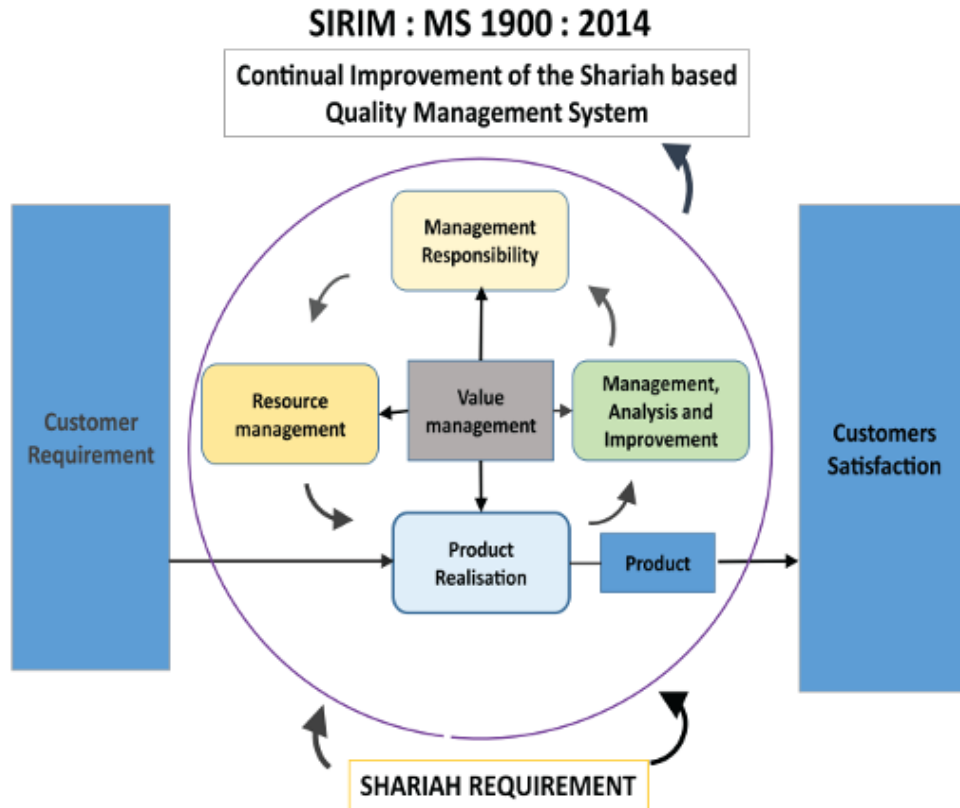 SIRIM : MS 1900 : 2014
Continual Improvement of the Shariah based
Quality Management System
Management
Responsibility
Resource
management
Value
management
Management,
Analysis and
Improvement
Customer
Requirement
Customers
Satisfaction
Product
Realisation
Product
SHARIAH REQUIREMENT